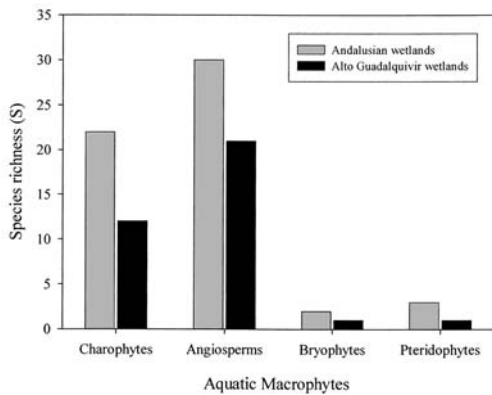 35
30
25
20
15
10
5
0
Species richness (S)
Andalusian wetlands
Alto Guadalquivir wetlands
Charophytes Angiosperms Bryophytes Pteridophytes
Aquatic Macrophytes